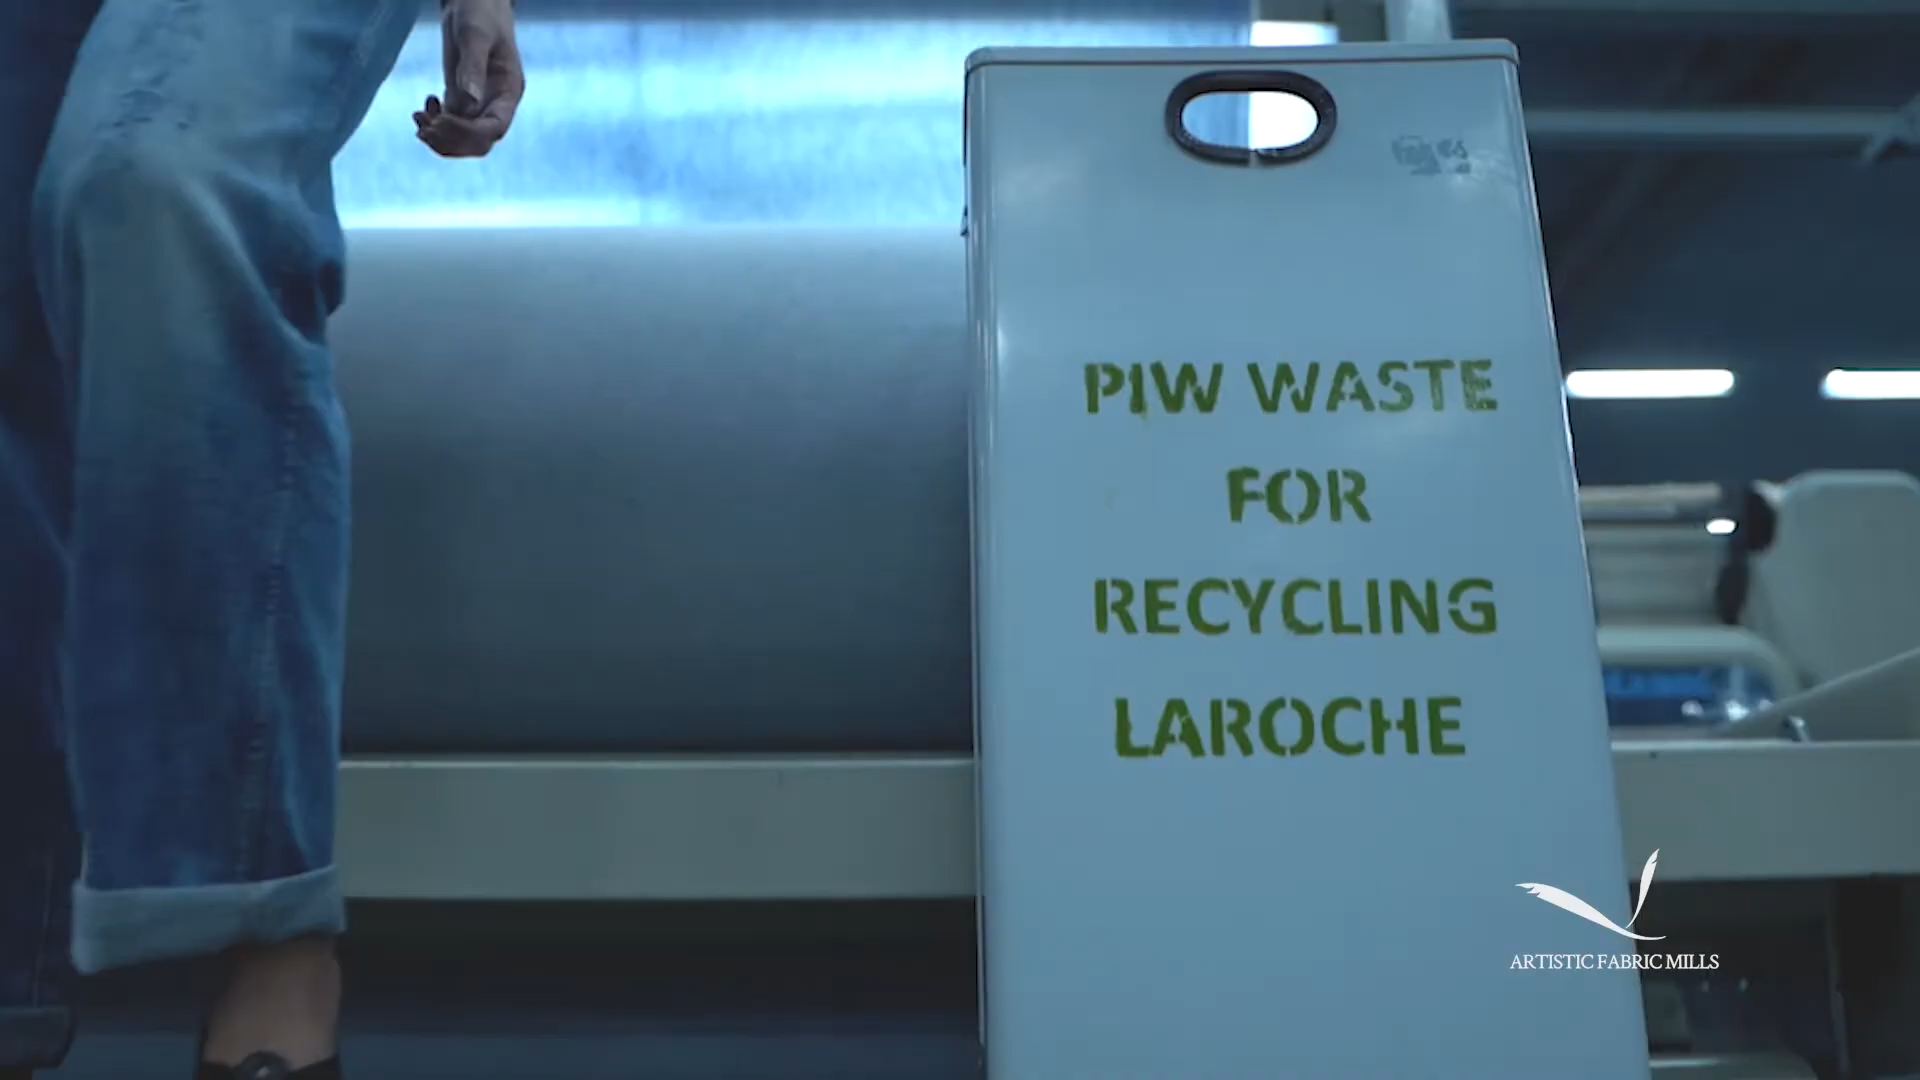 PIW WASTE
FOR
RECYCLING
LAROCHE
ARTISTIC FABRIC MILLS